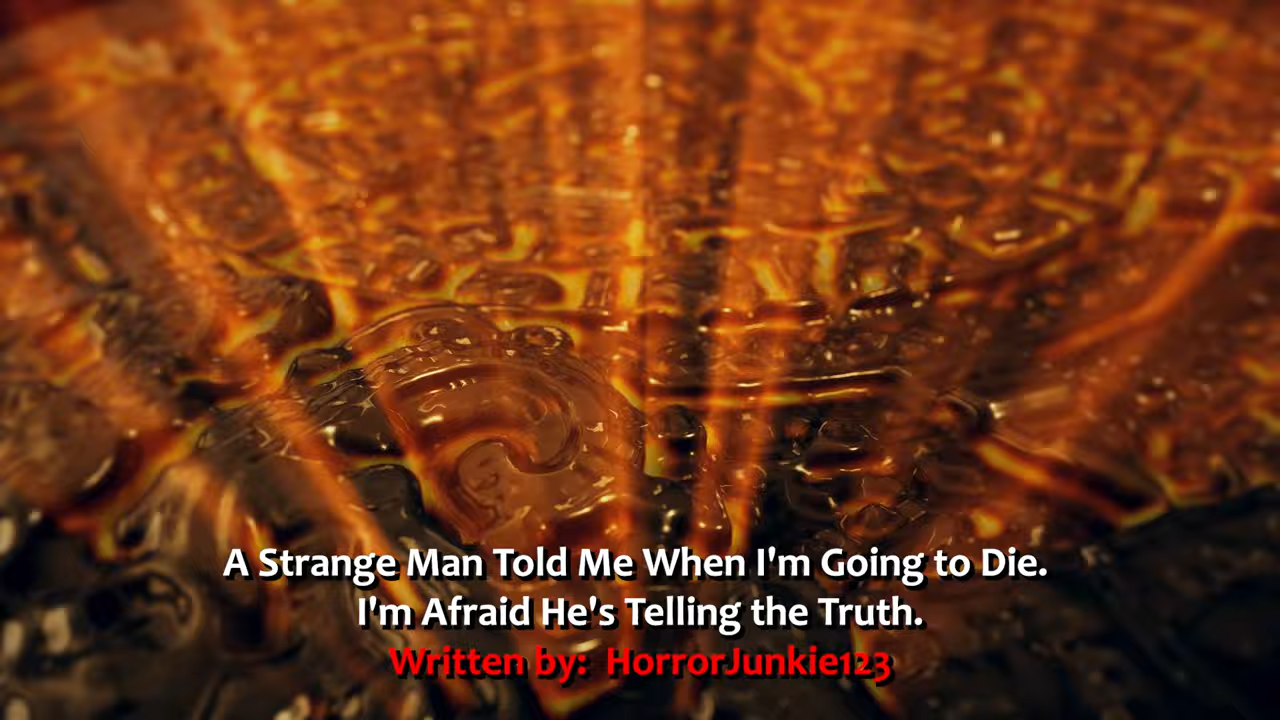 A Strange Man Told Me When I'm Going to Die.
I'm Afraid He's Telling the Truth.
Written by: HorrorJunkie123